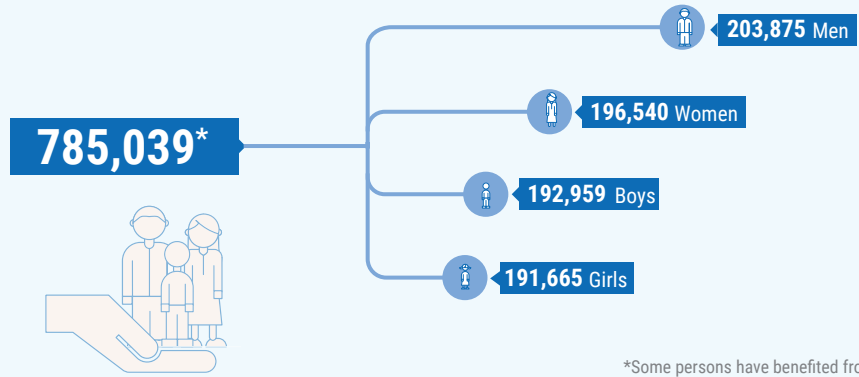 203,875 Men
196,540 Women
785,039*
192,959 Boys
191,665 Girls
*Some persons have benefited